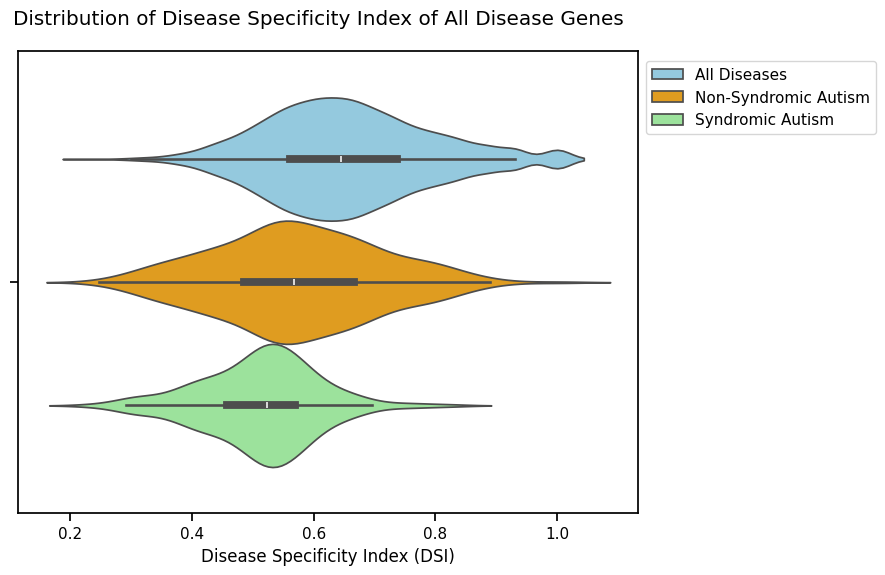 Distribution of Disease Specificity Index of All Disease Genes
All Diseases
Non-Syndromic Autism
Syndromic Autism
0.2 0.4 0.6 0.8 1.0
Disease Specificity Index (DSI)